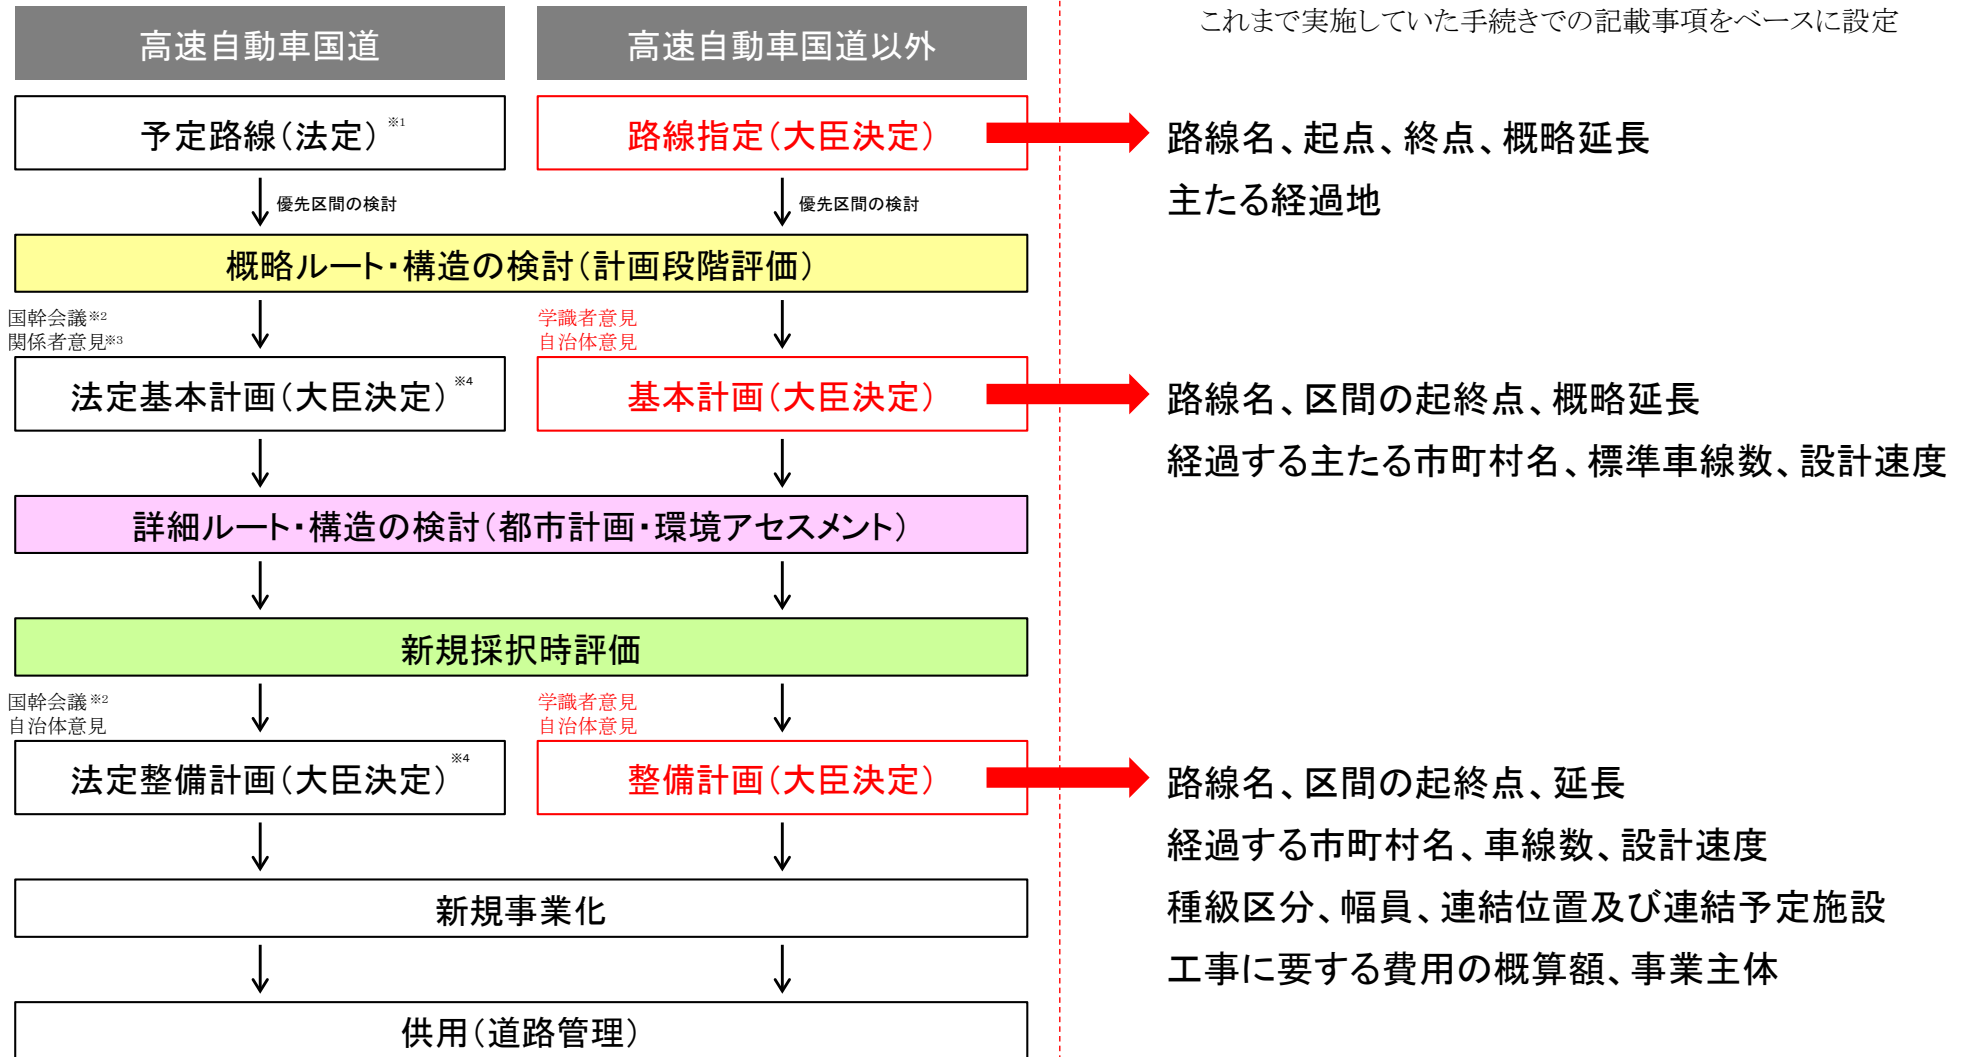 高速自動車国道
高速自動車国道以外
これまで実施していた手続きでの記載事項をベースに設定
予定路線(法定)※1
路線指定(大臣決定)
路線名、起点、終点、概略延長
主たる経過地
優先区間の検討
優先区間の検討
概略ルート・構造の検討(計画段階評価)
国幹会議※2
関係者意見※3
学識者意見
自治体意見
法定基本計画(大臣決定)※4
基本計画(大臣決定)
路線名、区間の起終点、概略延長
経過する主たる市町村名、標準車線数、設計速度
詳細ルート・構造の検討(都市計画・環境アセスメント)
新規採択時評価
国幹会議※2
自治体意見
学識者意見
自治体意見
法定整備計画(大臣決定)※4
整備計画(大臣決定)
路線名、区間の起終点、延長
経過する市町村名、車線数、設計速度
種級区分、幅員、連結位置及び連結予定施設
工事に要する費用の概算額、事業主体
新規事業化
供用(道路管理)